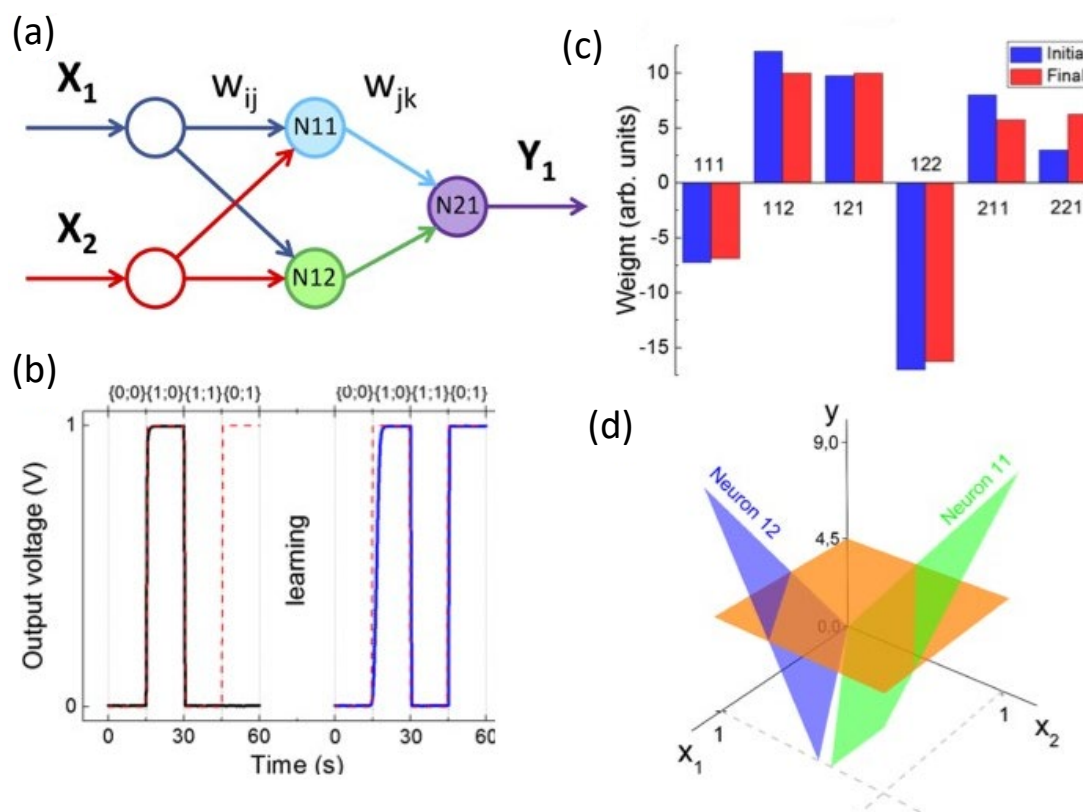 (a)
X1
Wij
Wjk
N11
Y1
N21
X2
N12
(b)
{0;0}{1;0}{1;1}{0;1}
{0;0}{1;0}{1;1}{0;1}
1
Output voltage (V)
learning
0
0 30 60 0 30 60
Time (s)
(c)
Initia
Final
10
5
0
-5
-10
-15
Weight (arb. units)
111
122
112
121
211
221
(d)
y
9,0
4,5
0,0
Neuron 12
Neuron 11
X1
1
1
X2